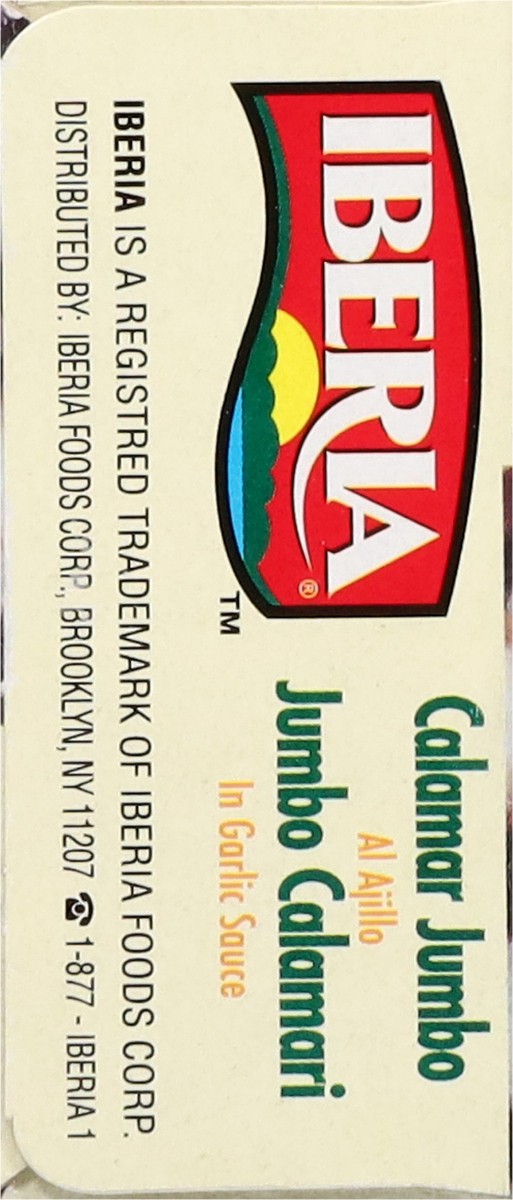 IBERIA®
TM
Calamar Jumbo
Al Ajillo
Jumbo Calamari
In Garlic Sauce
IBERIA IS A REGISTRED TRADEMARK OF IBERIA FOODS CORP.
DISTRIBUTED BY: IBERIA FOODS CORP., BROOKLYN, NY 11207 ☎ 1-877 - IBERIA 1